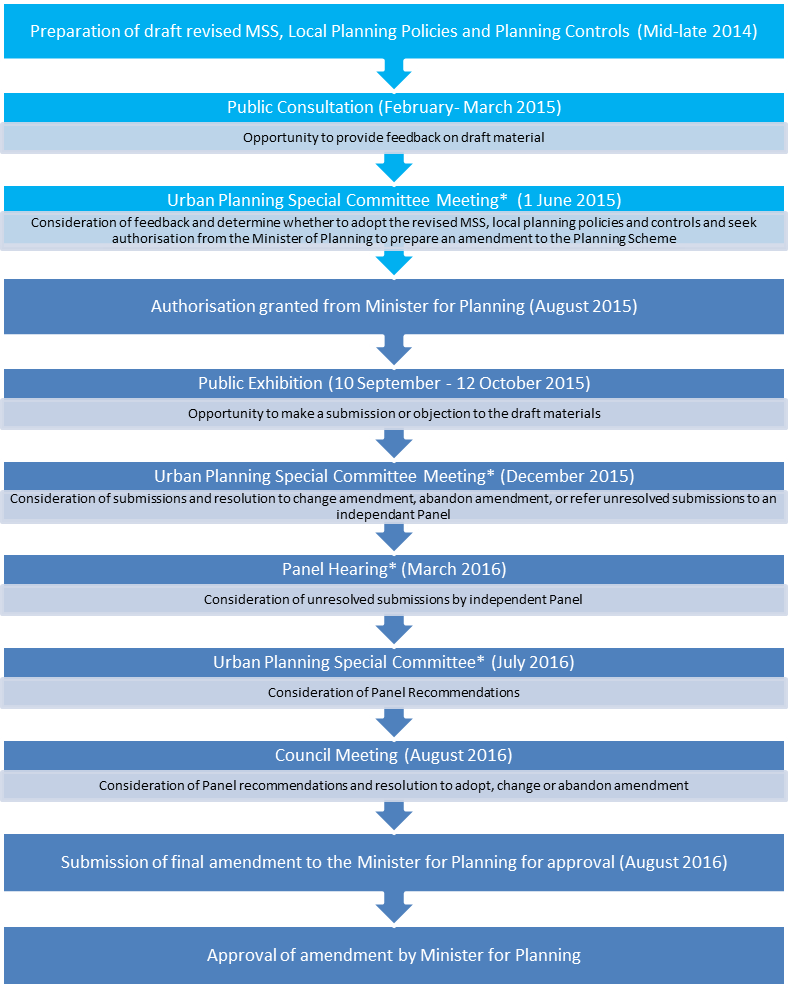 Preparation of draft revised MSS, Local Planning Policies and Planning Controls (Mid-late 2014)
Public Consultation (February- March 2015)
Opportunity to provide feedback on draft material
Urban Planning Special Committee Meeting* (1 June 2015)
Consideration of feedback and determine whether to adopt the revised MSS, local planning policies and controls and seek
authorisation from the Minister of Planning to prepare an amendment to the Planning Scheme
Authorisation granted from Minister for Planning (August 2015)
Public Exhibition (10 September - 12 October 2015)
Opportunity to make a submission or objection to the draft materials
Urban Planning Special Committee Meeting* (December 2015)
Consideration of submissions and resolution to change amendment, abandon amendment, or refer unresolved submissions to an
independant Panel
Panel Hearing* (March 2016)
Consideration of unresolved submissions by independent Panel
Urban Planning Special Committee* (July 2016)
Consideration of Panel Recommendations
Council Meeting (August 2016)
Consideration of Panel recommendations and resolution to adopt, change or abandon amendment
Submission of final amendment to the Minister for Planning for approval (August 2016)
Approval of amendment by Minister for Planning